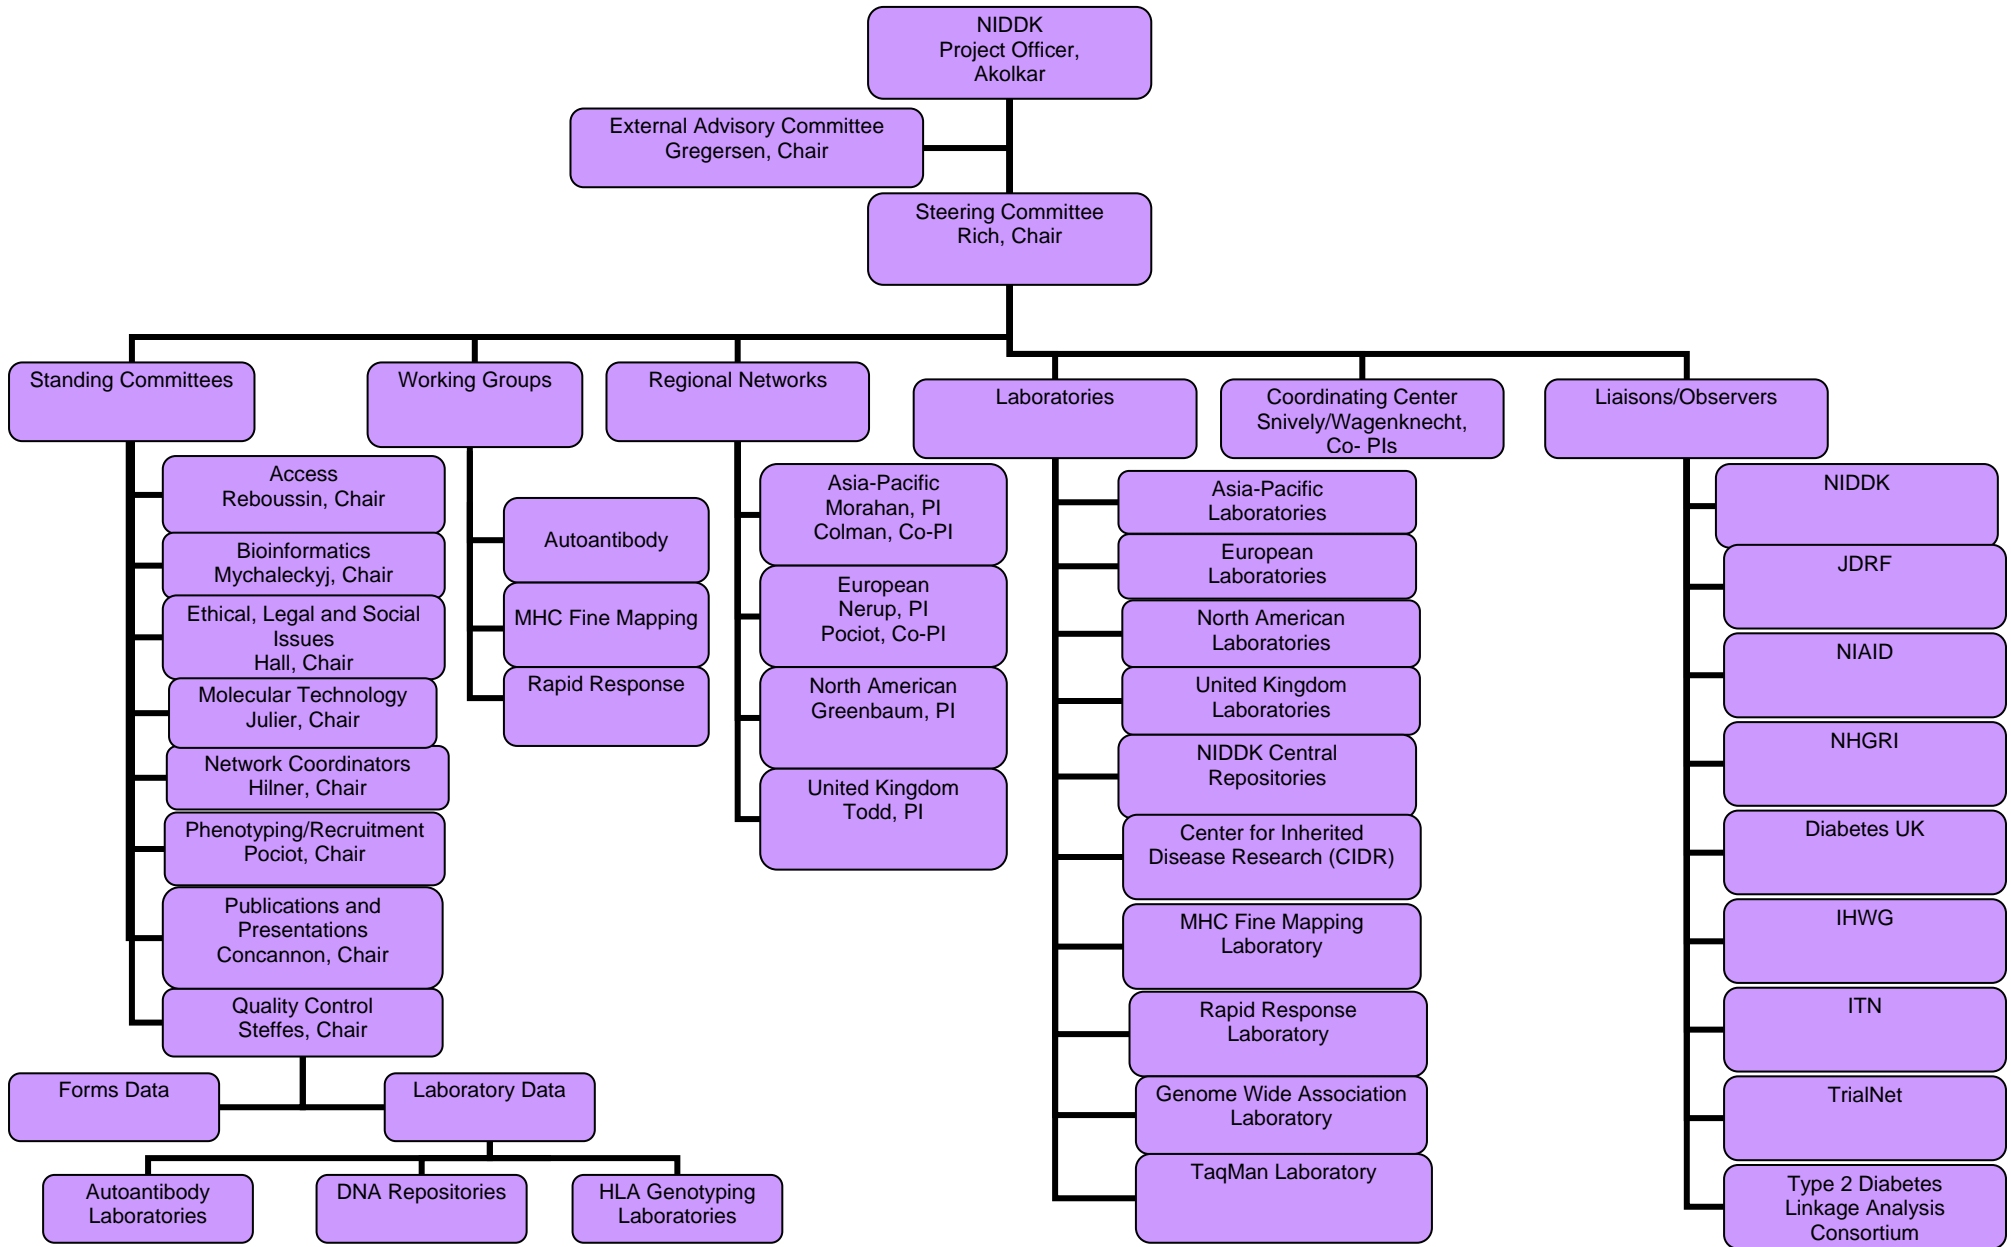 NIDDK
Project Officer,
Akolkar
External Advisory Committee
Gregersen, Chair
Steering Committee
Rich, Chair
Standing Committees
Access
Reboussin, Chair
Bioinformatics
Mychaleckyj, Chair
Ethical, Legal and Social
Issues
Hall, Chair
Molecular Technology
Julier, Chair
Network Coordinators
Hilner, Chair
Phenotyping/Recruitment
Pociot, Chair
Publications and
Presentations
Concannon, Chair
Quality Control
Steffes, Chair
Forms Data
Laboratory Data
Autoantibody
Laboratories
DNA Repositories
HLA Genotyping
Laboratories
Working Groups
Autoantibody
MHC Fine Mapping
Rapid Response
Regional Networks
Asia-Pacific
Morahan, PI
Colman, Co-PI
European
Nerup, PI
Pociot, Co-PI
North American
Greenbaum, PI
United Kingdom
Todd, PI
Laboratories
Asia-Pacific
Laboratories
European
Laboratories
North American
Laboratories
United Kingdom
Laboratories
NIDDK Central
Repositories
Center for Inherited
Disease Research (CIDR)
MHC Fine Mapping
Laboratory
Rapid Response
Laboratory
Genome Wide Association
Laboratory
TaqMan Laboratory
Coordinating Center
Snively/Wagenknecht,
Co- PIs
Liaisons/Observers
NIDDK
JDRF
NIAID
NHGRI
Diabetes UK
IHWG
ITN
TrialNet
Type 2 Diabetes
Linkage Analysis
Consortium